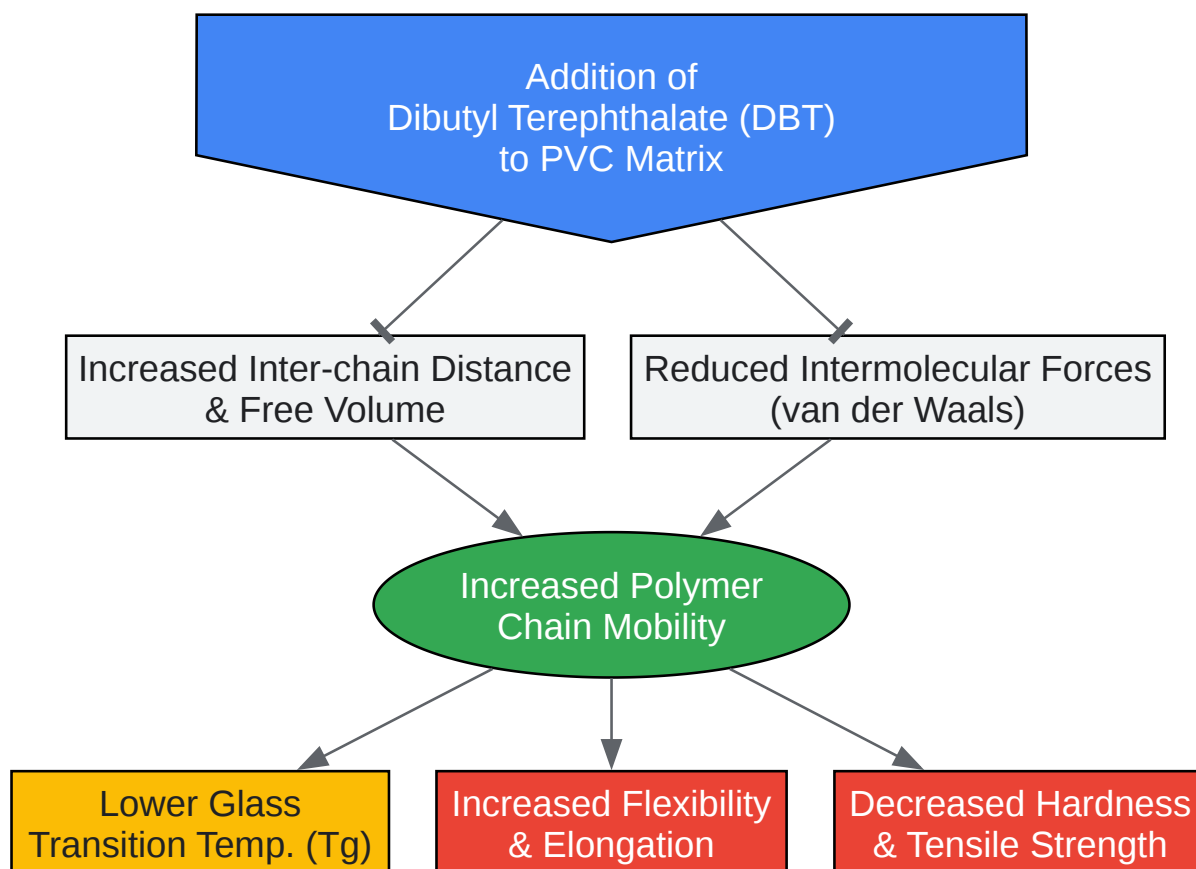 Addition of
Dibutyl Terephthalate (DBT)
to PVC Matrix
Increased Inter-chain Distance
& Free Volume
Reduced Intermolecular Forces
(van der Waals)
Increased Polymer
Chain Mobility
Lower Glass
Transition Temp. (Tg)
Increased Flexibility
& Elongation
Decreased Hardness
& Tensile Strength